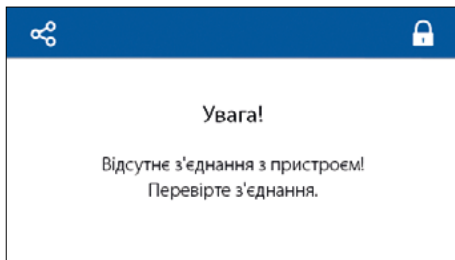 Увага!
Відсутнє з'єднання з пристроєм!
Перевірте з'єднання.